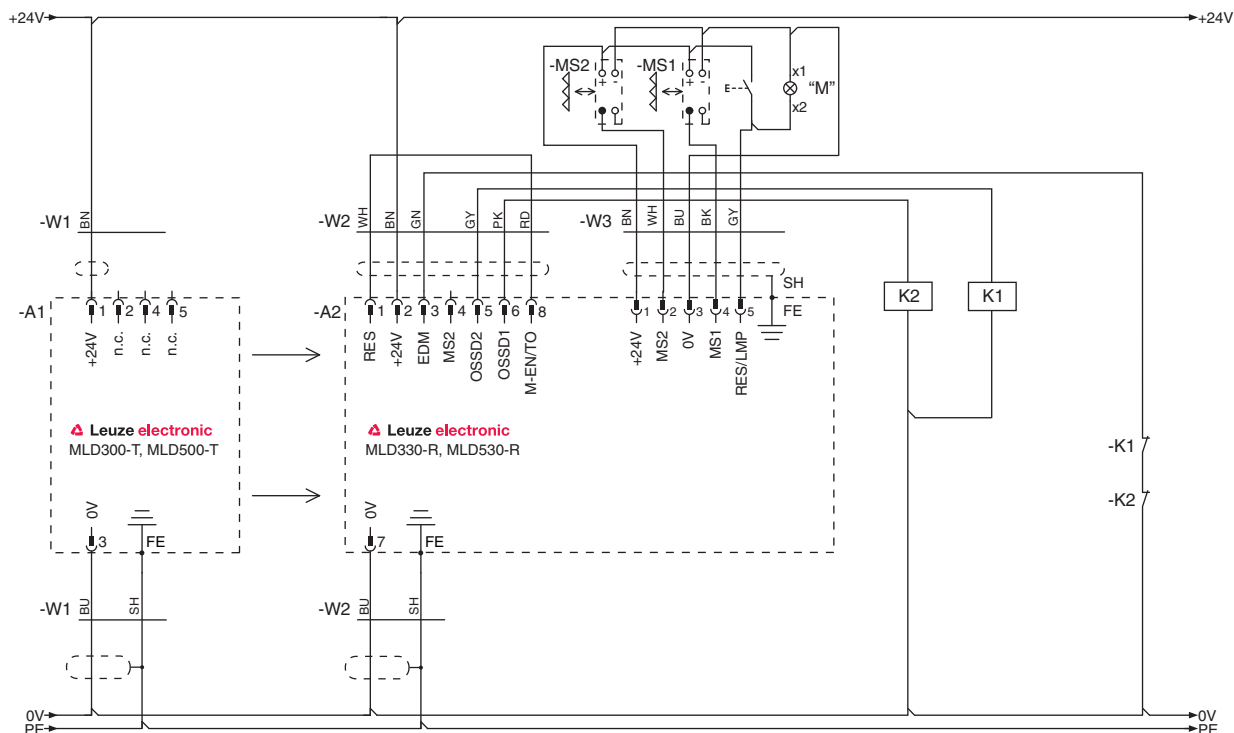 +24V +24V
-MS2 -MS1 x1 "M"
+ - + - E x2
-W1 BN -W2 WH BN GN GY PK RD -W3 BN WH BU BK GY
SH
K2 K1
-A1 1 2 4 5 -A2 1 2 3 4 5 6 8 1 2 3 4 5 FE
+24V n.c. n.c. n.c. RES +24V EDM MS2 OSSD2 OSSD1 M-EN/TO +24V MS2 0V MS1 RES/LMP
Leuze electronic Leuze electronic
MLD300-T, MLD500-T MLD330-R, MLD530-R
-K1
-K2
0V 0V
3 FE 7 FE
-W1 BU SH -W2 BU SH
0V 0V
PE PE